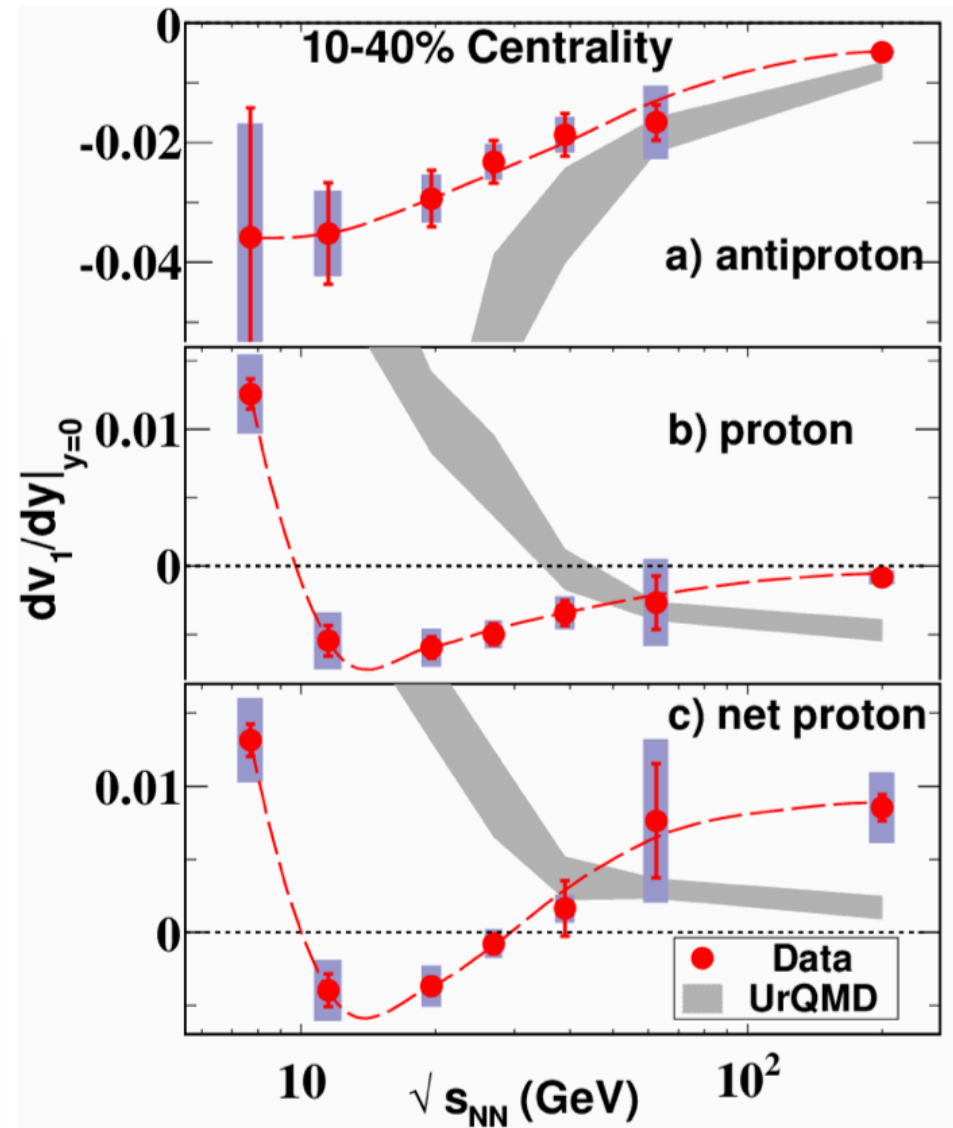 10-40% Centrality
0
-0.02
-0.04
a) antiproton
0.01
0
b) proton
dv₁/dy|y=0
c) net proton
0.01
0
Data
UrQMD
10
10²
√ sNN (GeV)